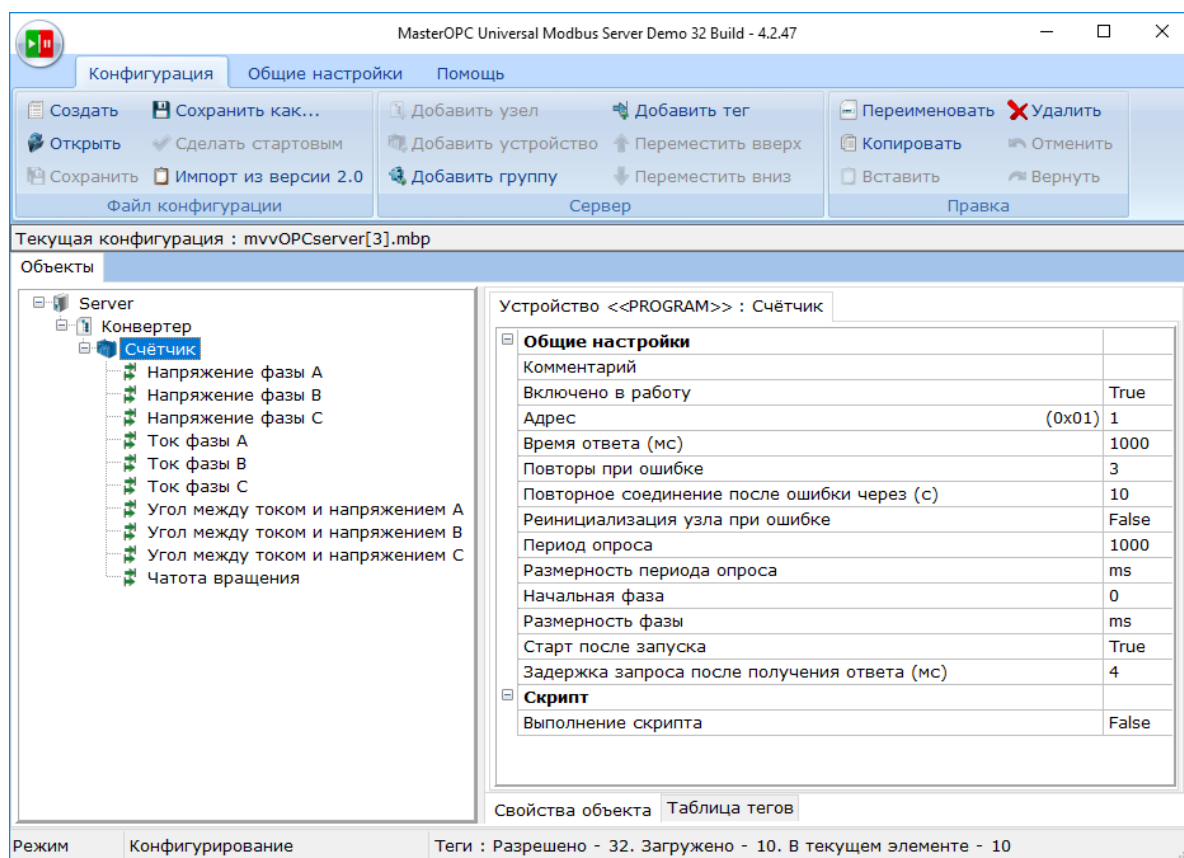 MasterOPC Universal Modbus Server Demo 32 Build - 4.2.47
Конфигурация Общие настройки Помощь
Создать Сохранить как... Добавить узел Добавить тег Переименовать Удалить
Открыть Сделать стартовым Добавить устройство Переместить вверх Копировать Отменить
Сохранить Импорт из версии 2.0 Добавить группу Переместить вниз Вставить Вернуть
Файл конфигурации Сервер Правка
Текущая конфигурация : mvvOPCserver[3].mbp
Объекты
Server
Конвертер
Счётчик
Напряжение фазы A
Напряжение фазы B
Напряжение фазы C
Ток фазы A
Ток фазы B
Ток фазы C
Угол между током и напряжением A
Угол между током и напряжением B
Угол между током и напряжением C
Чатота вращения
Устройство <<PROGRAM>> : Счётчик
Общие настройки
Комментарий
Включено в работу True
Адрес (0x01) 1
Время ответа (мс) 1000
Повторы при ошибке 3
Повторное соединение после ошибки через (с) 10
Реинициализация узла при ошибке False
Период опроса 1000
Размерность периода опроса ms
Начальная фаза 0
Размерность фазы ms
Старт после запуска True
Задержка запроса после получения ответа (мс) 4
Скрипт
Выполнение скрипта False
Свойства объекта Таблица тегов
Режим Конфигурирование Теги : Разрешено - 32. Загружено - 10. В текущем элементе - 10